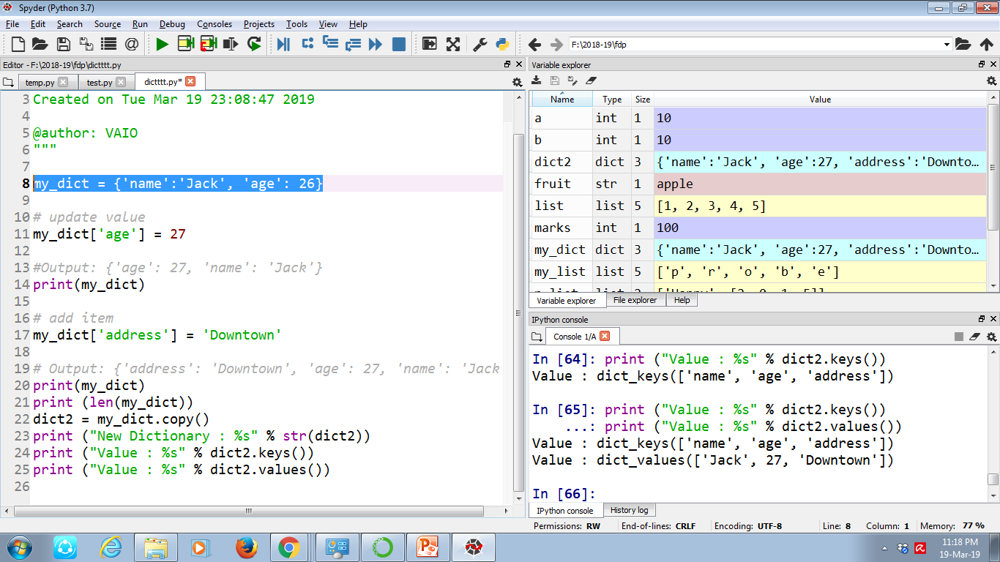 Spyder (Python 3.7)
File Edit Search Source Run Debug Consoles Projects Tools View Help
F:\2018-19\fdp
Editor - F:\2018-19\fdp\dictttt.py
temp.py test.py dictttt.py*
3 Created on Tue Mar 19 23:08:47 2019
4
5 @author: VAIO
6 """
7
8 my_dict = {'name':'Jack', 'age': 26}
9
10 # update value
11 my_dict['age'] = 27
12
13 #Output: {'age': 27, 'name': 'Jack'}
14 print(my_dict)
15
16 # add item
17 my_dict['address'] = 'Downtown'
18
19 # Output: {'address': 'Downtown', 'age': 27, 'name': 'Jack
20 print(my_dict)
21 print (len(my_dict))
22 dict2 = my_dict.copy()
23 print ("New Dictionary : %s" % str(dict2))
24 print ("Value : %s" % dict2.keys())
25 print ("Value : %s" % dict2.values())
26
Variable explorer
Name Type Size Value
a int 1 10
b int 1 10
dict2 dict 3 {'name':'Jack', 'age':27, 'address':'Downto...
fruit str 1 apple
list list 5 [1, 2, 3, 4, 5]
marks int 1 100
my_dict dict 3 {'name':'Jack', 'age':27, 'address':'Downto...
my_list list 5 ['p', 'r', 'o', 'b', 'e']
n_list list 2 ['Happy', [2, 0, 1, 5]]
Variable explorer File explorer Help
IPython console
Console 1/A
In [64]: print ("Value : %s" % dict2.keys())
Value : dict_keys(['name', 'age', 'address'])
In [65]: print ("Value : %s" % dict2.keys())
...: print ("Value : %s" % dict2.values())
Value : dict_keys(['name', 'age', 'address'])
Value : dict_values(['Jack', 27, 'Downtown'])
In [66]:
IPython console History log
Permissions: RW End-of-lines: CRLF Encoding: UTF-8 Line: 8 Column: 1 Memory: 77 %
11:18 PM
19-Mar-19